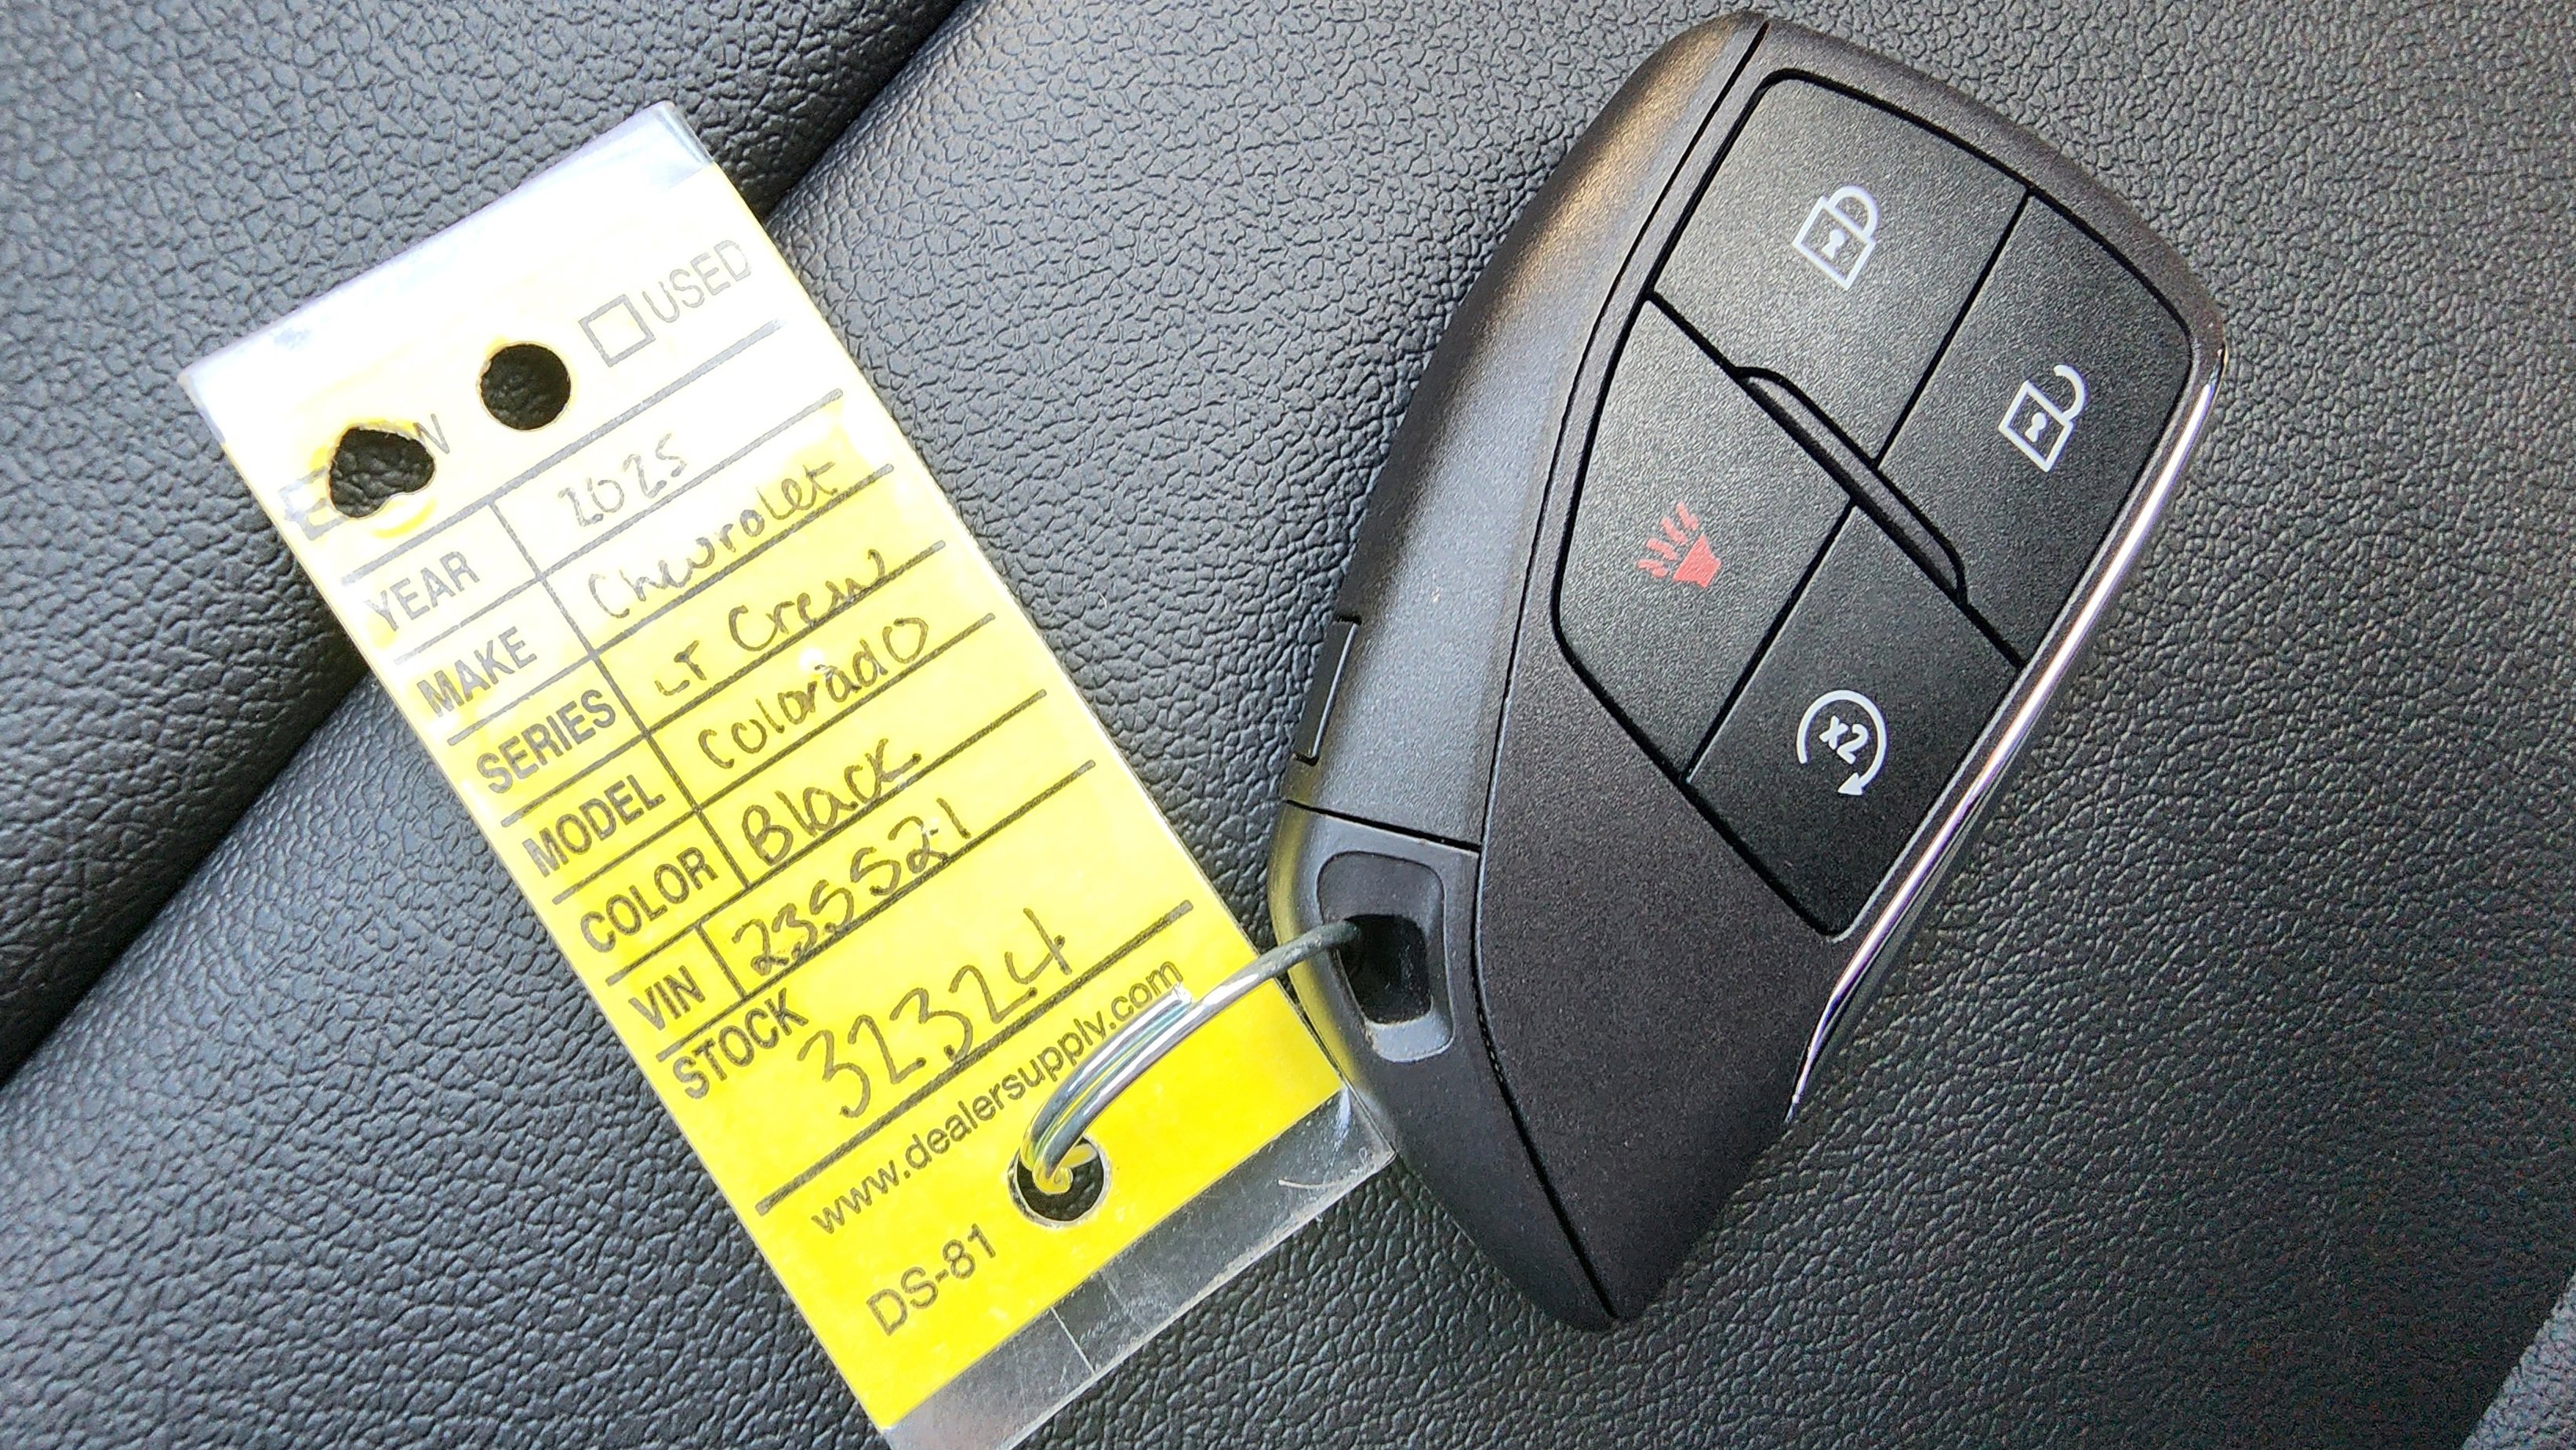 USED
YEAR 2025
MAKE Chevrolet
SERIES LT Crew
MODEL Colorado
COLOR Black
VIN 235521
STOCK 32324
www.dealersupply.com
DS-81
x2